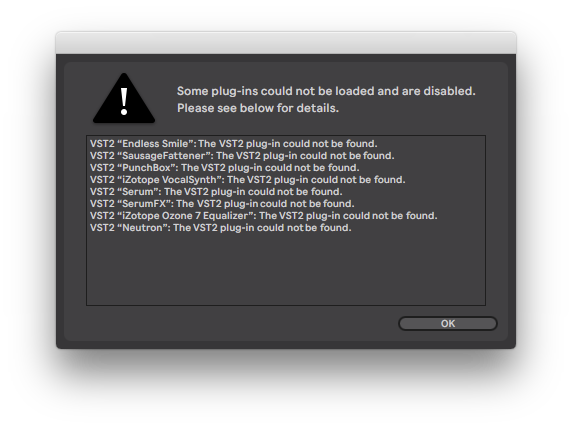 Some plug-ins could not be loaded and are disabled.
Please see below for details.
VST2 “Endless Smile”: The VST2 plug-in could not be found.
VST2 “SausageFattener”: The VST2 plug-in could not be found.
VST2 “PunchBox”: The VST2 plug-in could not be found.
VST2 “iZotope VocalSynth”: The VST2 plug-in could not be found.
VST2 “Serum”: The VST2 plug-in could not be found.
VST2 “SerumFX”: The VST2 plug-in could not be found.
VST2 “iZotope Ozone 7 Equalizer”: The VST2 plug-in could not be found.
VST2 “Neutron”: The VST2 plug-in could not be found.
OK